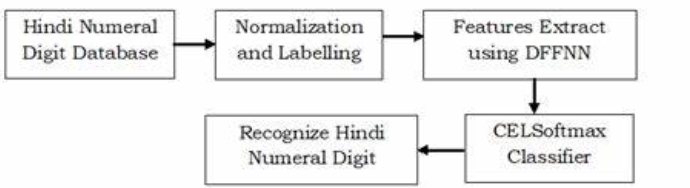 Hindi Numeral
Digit Database
Normalization
and Labelling
Features Extract
using DFFNN
CELSoftmax
Classifier
Recognize Hindi
Numeral Digit